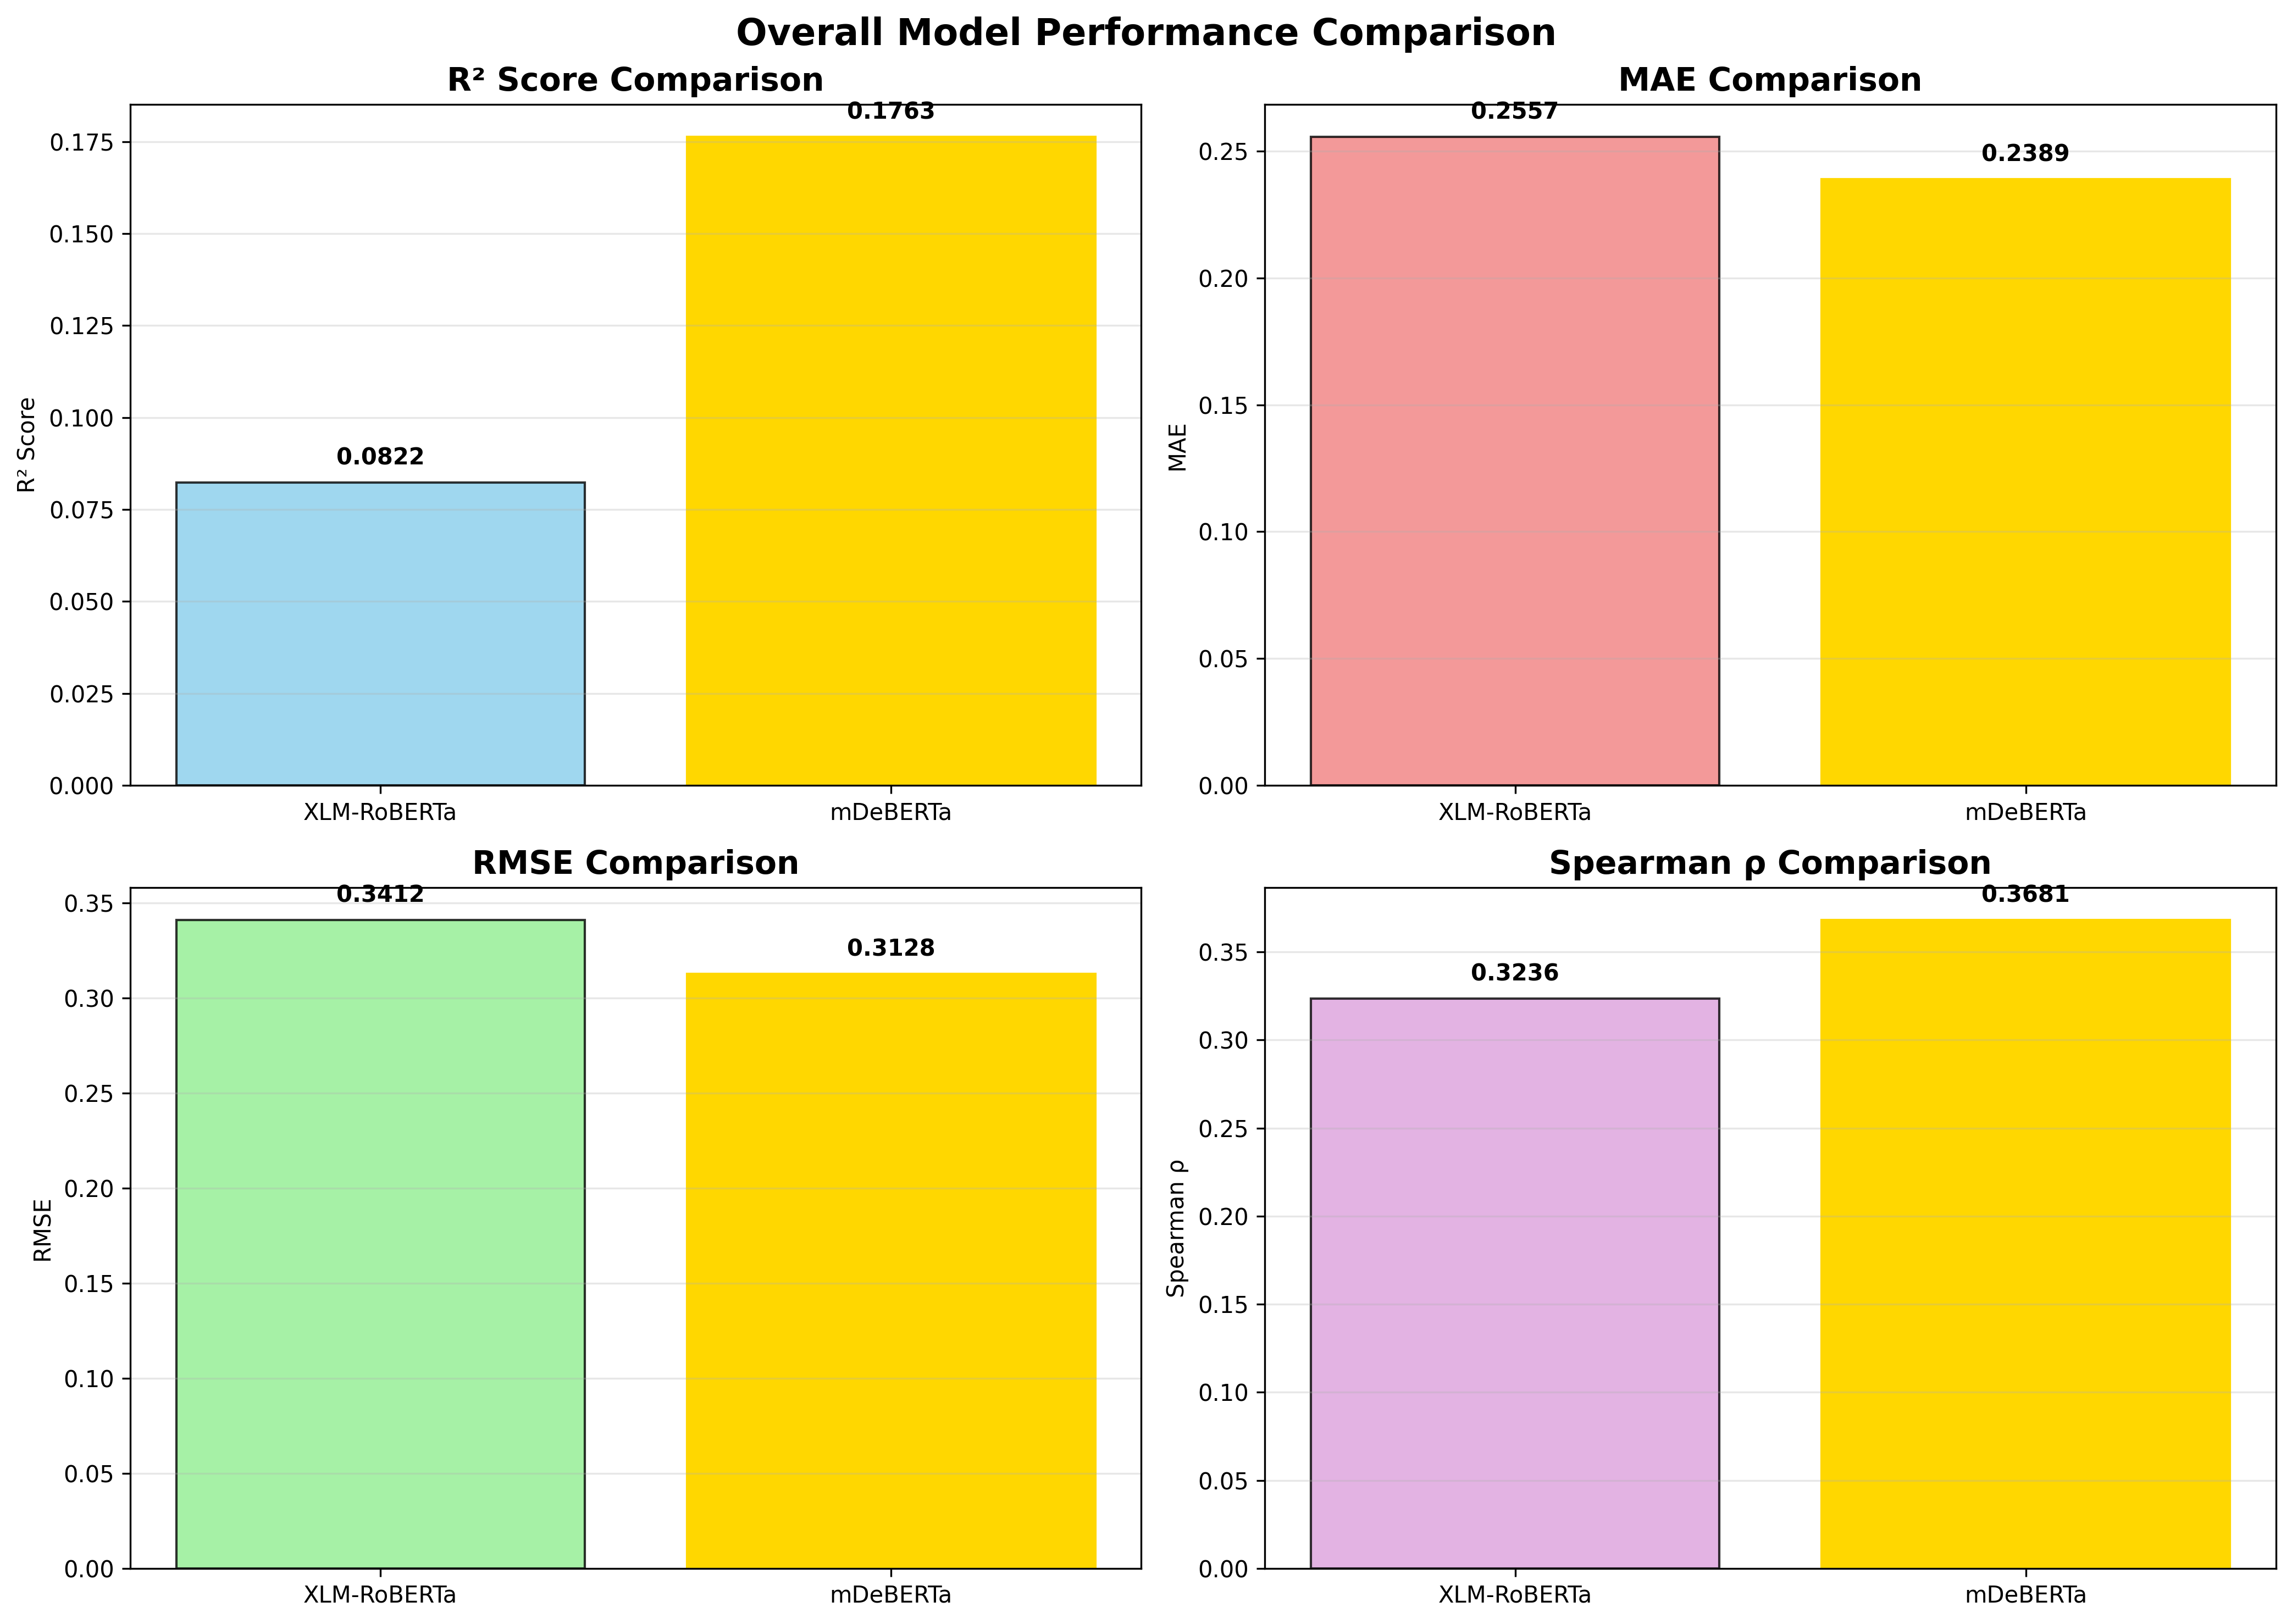 Overall Model Performance Comparison
R² Score Comparison
0.1763
0.175
0.150
0.125
0.100
0.0822
0.075
0.050
0.025
0.000
R² Score
XLM-RoBERTa
mDeBERTa
MAE Comparison
0.2557
0.2389
0.25
0.20
0.15
0.10
0.05
0.00
MAE
XLM-RoBERTa
mDeBERTa
RMSE Comparison
0.3412
0.3128
0.35
0.30
0.25
0.20
0.15
0.10
0.05
0.00
RMSE
XLM-RoBERTa
mDeBERTa
Spearman ρ Comparison
0.3681
0.3236
0.35
0.30
0.25
0.20
0.15
0.10
0.05
0.00
Spearman ρ
XLM-RoBERTa
mDeBERTa